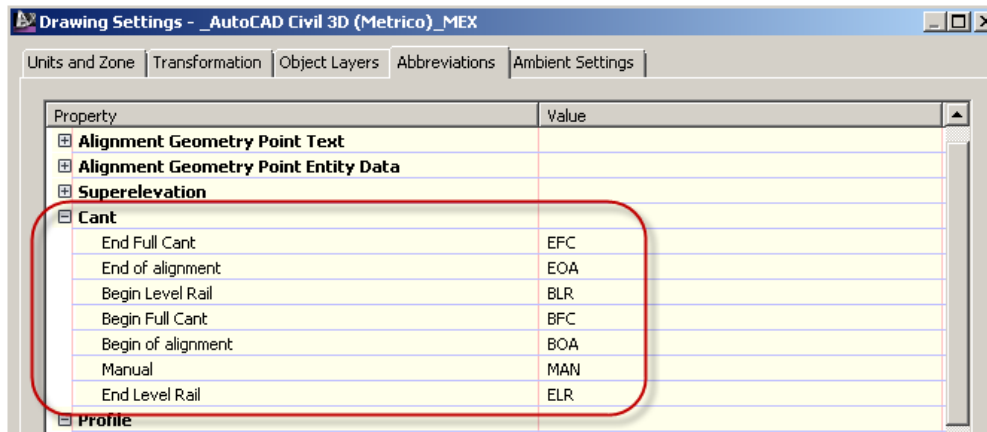 Drawing Settings - _AutoCAD Civil 3D (Metrico)_MEX
Units and Zone Transformation Object Layers Abbreviations Ambient Settings
Property Value
Alignment Geometry Point Text
Alignment Geometry Point Entity Data
Superelevation
Cant
End Full Cant EFC
End of alignment EOA
Begin Level Rail BLR
Begin Full Cant BFC
Begin of alignment BOA
Manual MAN
End Level Rail ELR
Profile